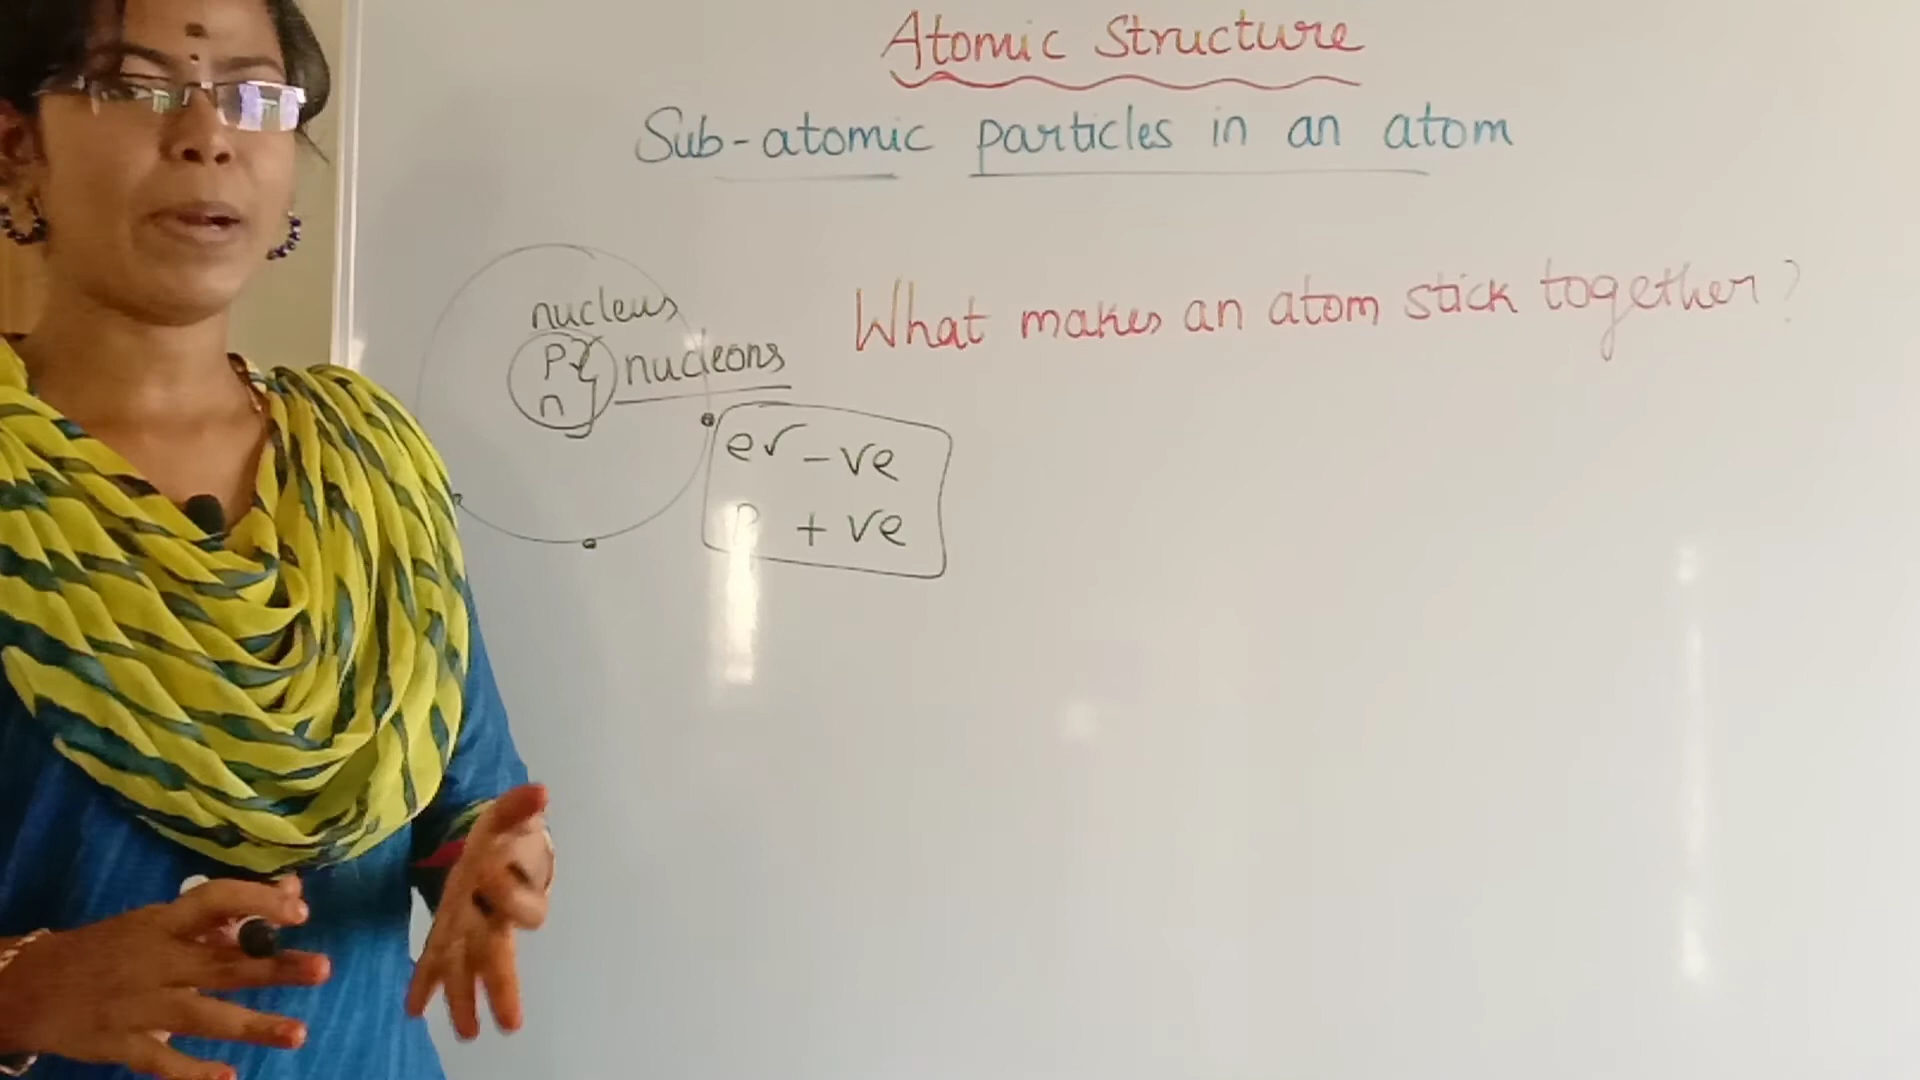 Atomic Structure
Sub-atomic particles in an atom
What makes an atom stick together?
nucleus
P
n
nucleons
e -ve
P +ve